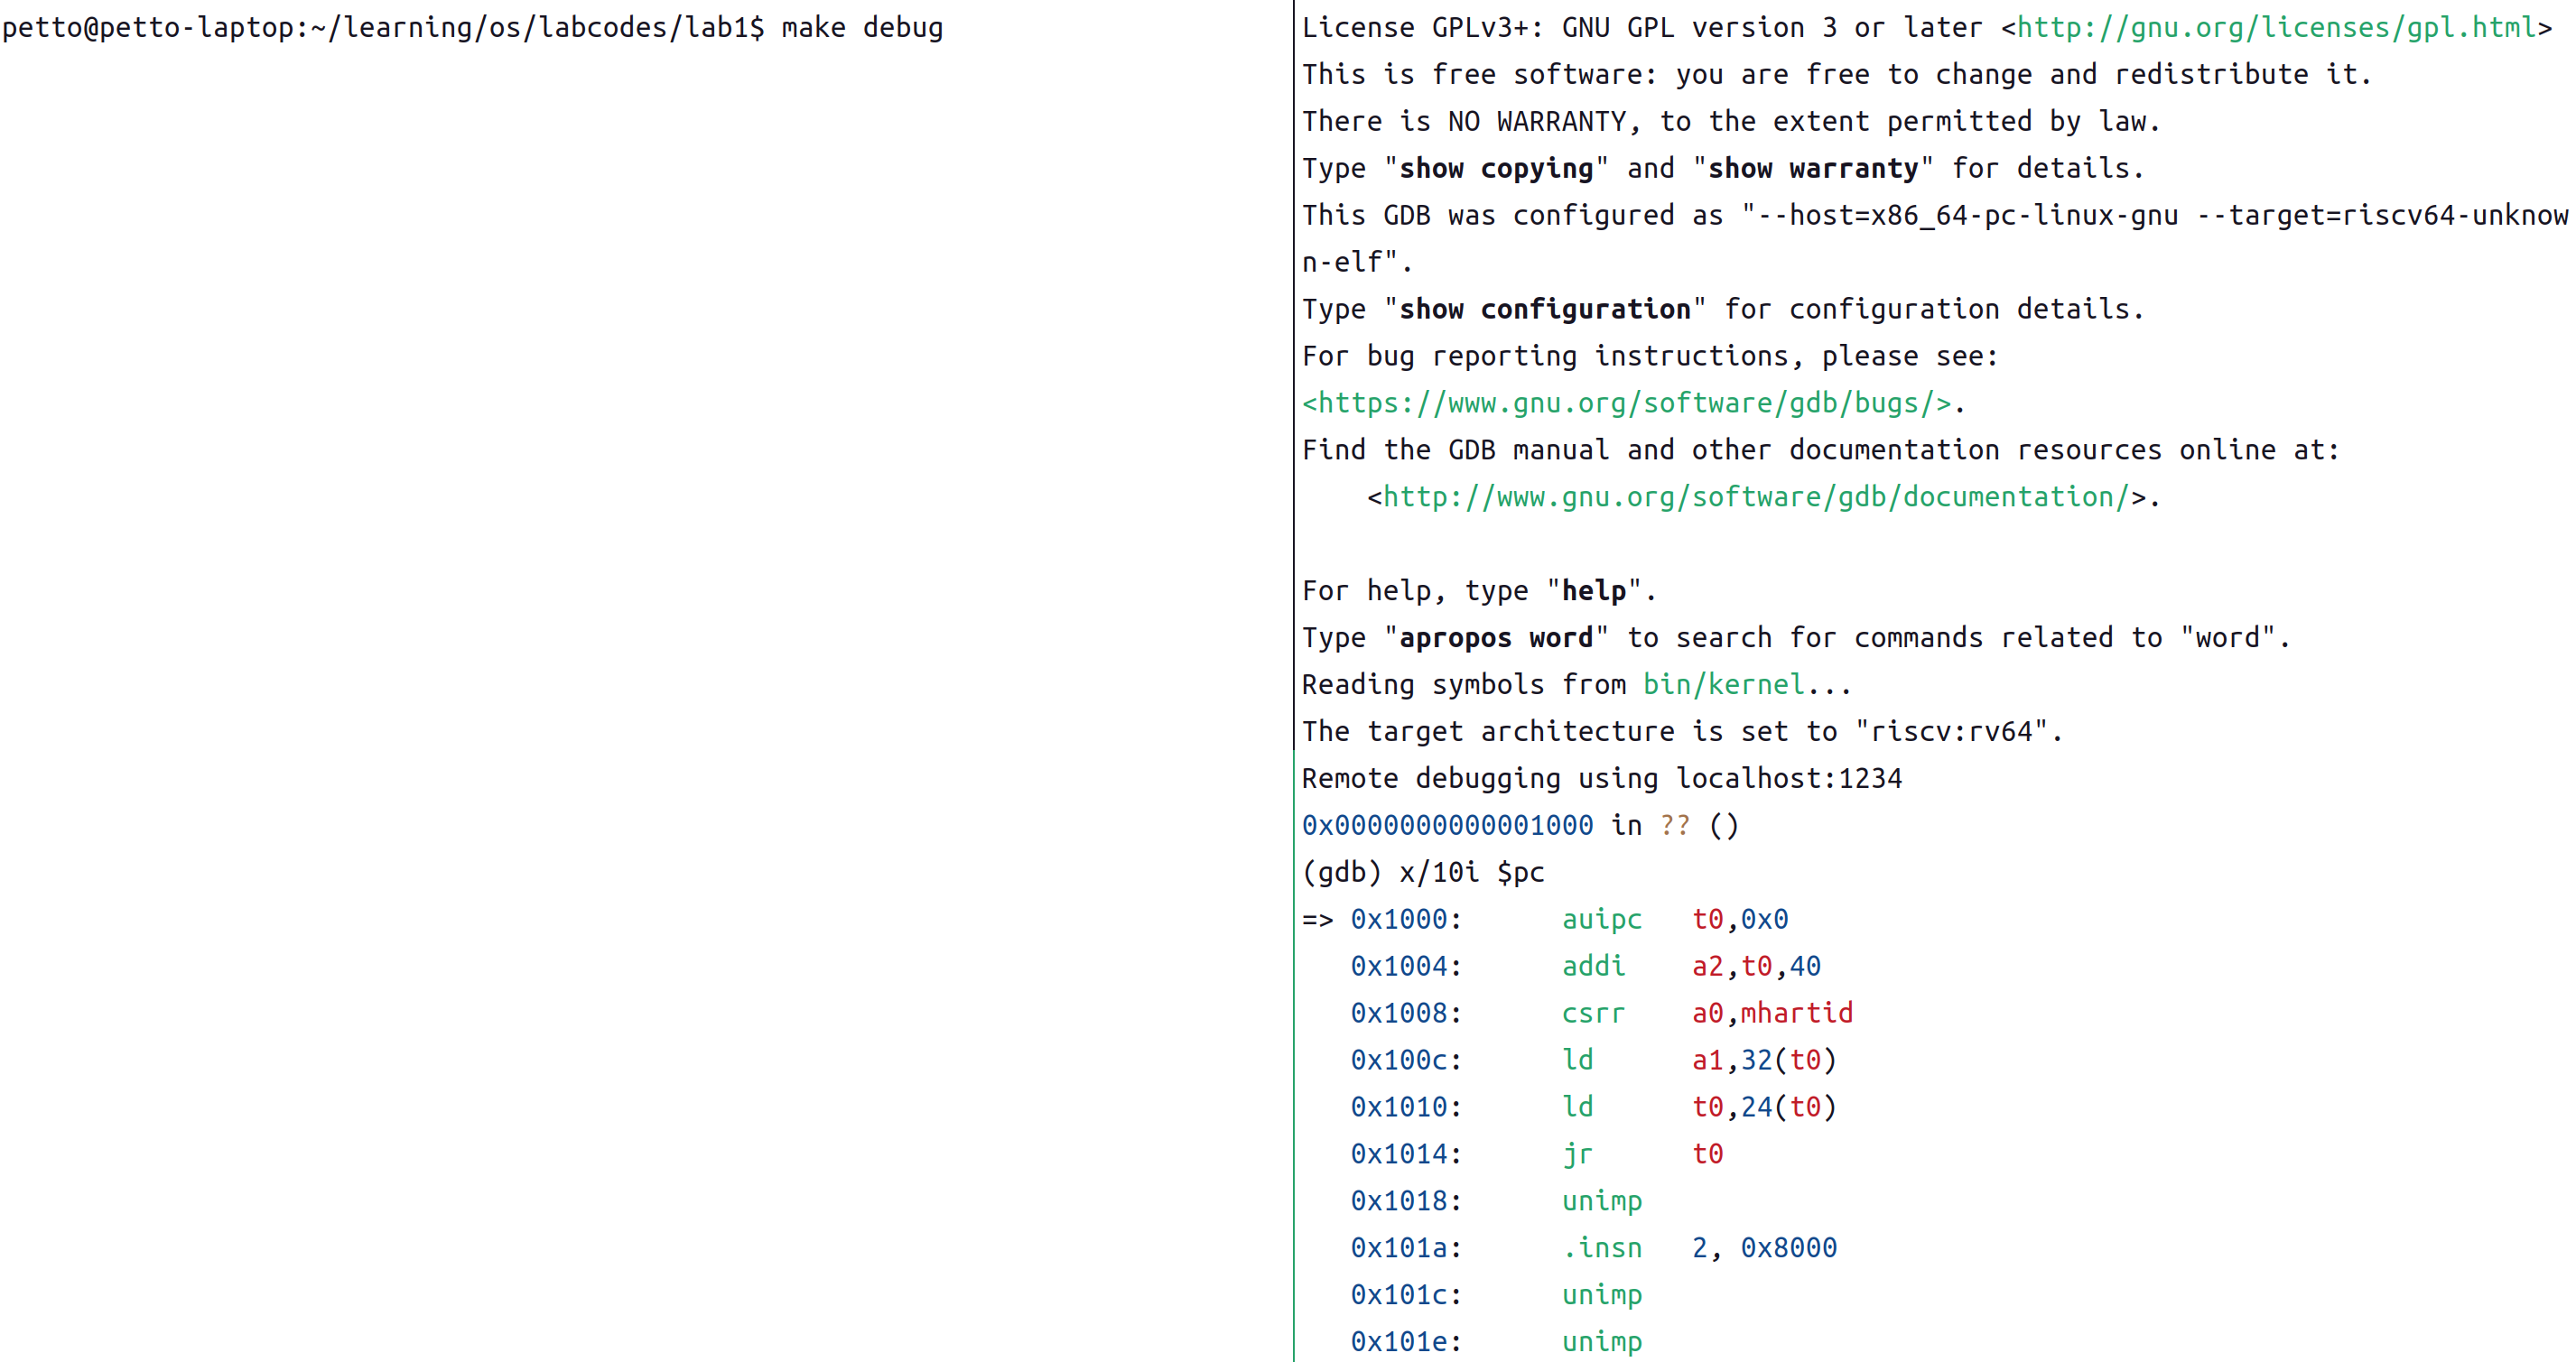 petto@petto-laptop:~/learning/os/labcodes/lab1$ make debug
License GPLv3+: GNU GPL version 3 or later <http://gnu.org/licenses/gpl.html>
This is free software: you are free to change and redistribute it.
There is NO WARRANTY, to the extent permitted by law.
Type "show copying" and "show warranty" for details.
This GDB was configured as "--host=x86_64-pc-linux-gnu --target=riscv64-unknow
n-elf".
Type "show configuration" for configuration details.
For bug reporting instructions, please see:
<https://www.gnu.org/software/gdb/bugs/>.
Find the GDB manual and other documentation resources online at:
    <http://www.gnu.org/software/gdb/documentation/>.

For help, type "help".
Type "apropos word" to search for commands related to "word".
Reading symbols from bin/kernel...
The target architecture is set to "riscv:rv64".
Remote debugging using localhost:1234
0x0000000000001000 in ?? ()
(gdb) x/10i $pc
=> 0x1000:      auipc   t0,0x0
   0x1004:      addi    a2,t0,40
   0x1008:      csrr    a0,mhartid
   0x100c:      ld      a1,32(t0)
   0x1010:      ld      t0,24(t0)
   0x1014:      jr      t0
   0x1018:      unimp
   0x101a:      .insn   2, 0x8000
   0x101c:      unimp
   0x101e:      unimp